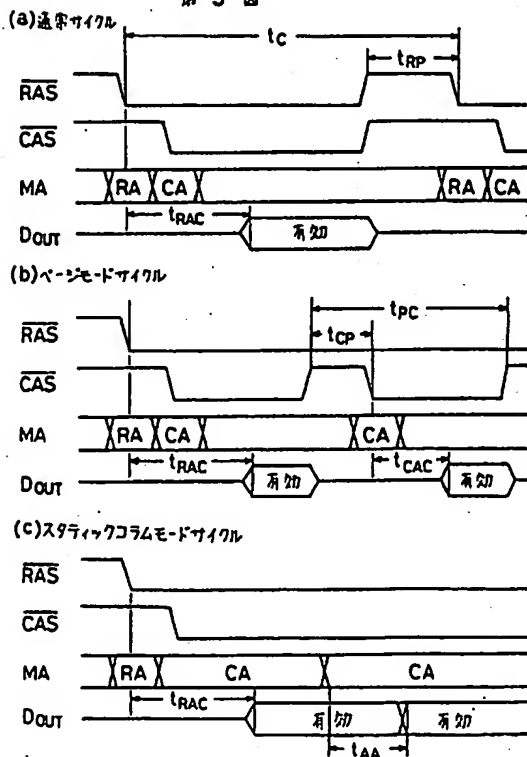 第 5 図
(a)通常サイクル
tC
tRP
RAS
CAS
MA RA CA RA CA
tRAC
DOUT 有効
(b)ページモードサイクル
tPC
tCP
RAS
CAS
MA RA CA CA
tRAC tCAC
DOUT 有効 有効
(c)スタティックコラムモードサイクル
RAS
CAS
MA RA CA CA
tRAC
DOUT 有効 有効
tAA